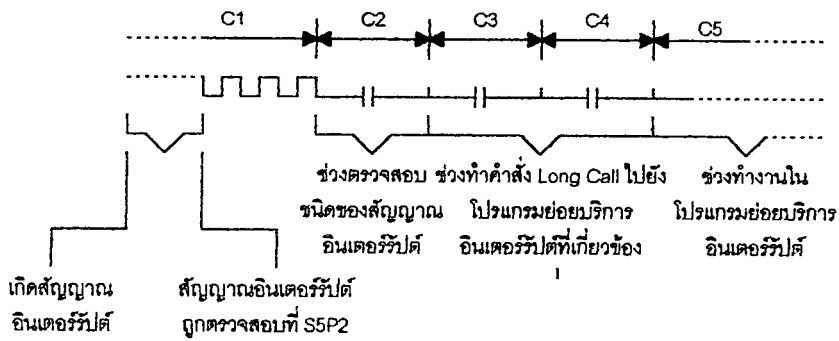 C1 C2 C3 C4 C5
ช่วงตรวจสอบ ช่วงทำคำสั่ง Long Call ไปยัง ช่วงทำงานใน
ชนิดของสัญญาณ โปรแกรมย่อยบริการ โปรแกรมย่อยบริการ
อินเตอร์รัปต์ อินเตอร์รัปต์ที่เกี่ยวข้อง อินเตอร์รัปต์
เกิดสัญญาณ สัญญาณอินเตอร์รัปต์
อินเตอร์รัปต์ ถูกตรวจสอบที่ S5P2